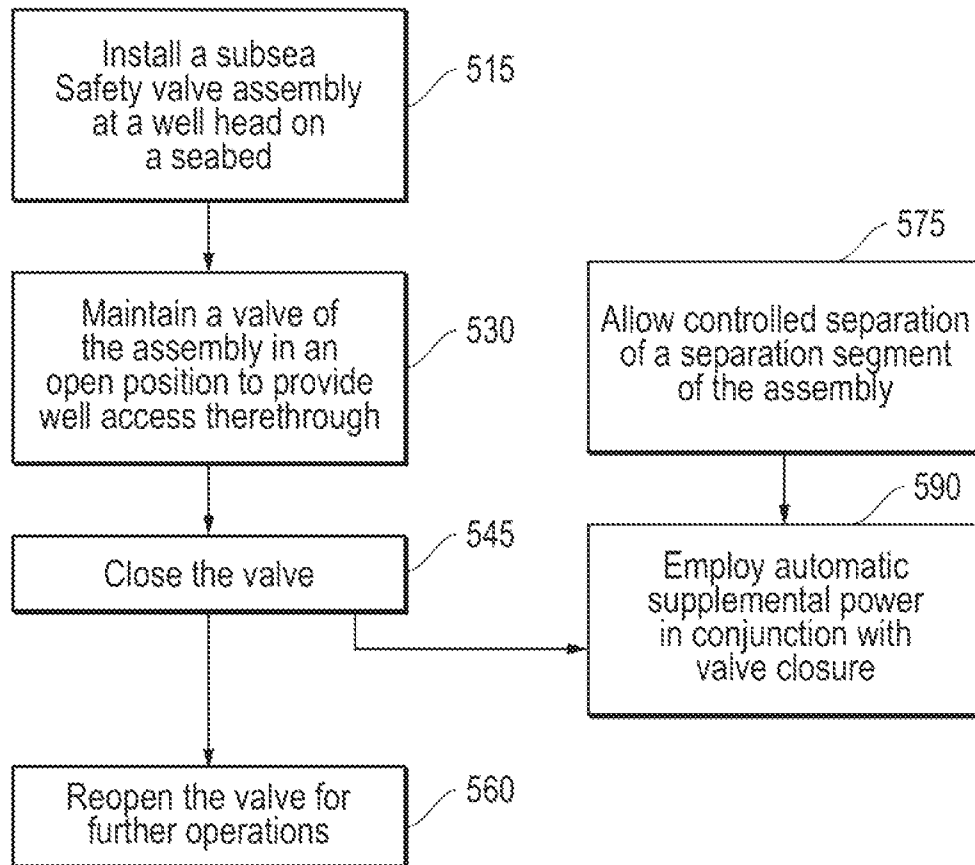 Install a subsea
Safety valve assembly
at a well head on
a seabed
515
Maintain a valve of
the assembly in an
open position to provide
well access therethrough
530
Close the valve
545
Reopen the valve for
further operations
560
575
Allow controlled separation
of a separation segment
of the assembly
590
Employ automatic
supplemental power
in conjunction with
valve closure